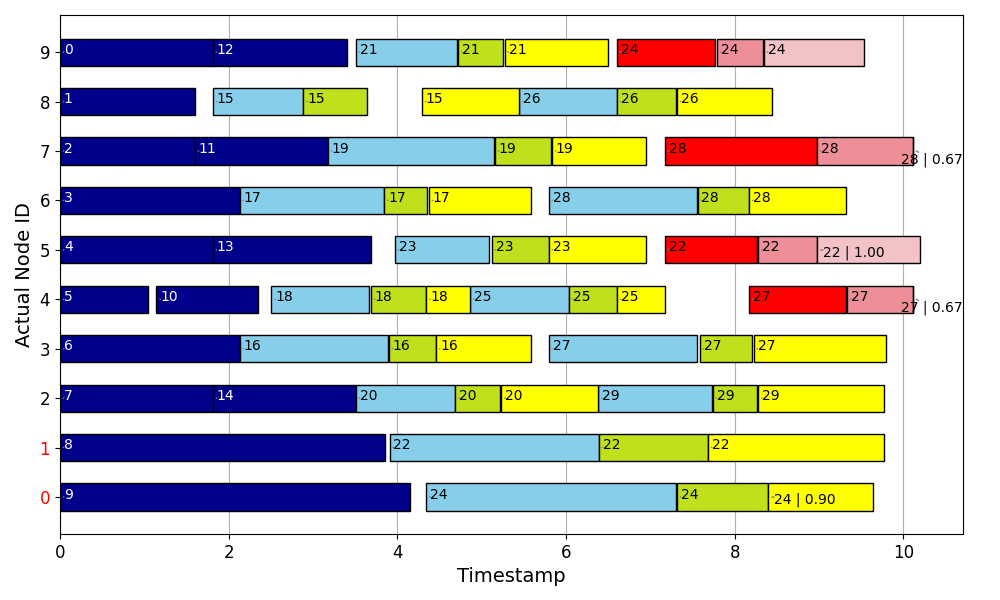 9 0 12 21 21 21 24 24 24
8 1 15 15 15 26 26 26
7 2 11 19 19 19 28 28
28 | 0.67
6 3 17 17 17 28 28 28
5 4 13 23 23 23 22 22 22 | 1.00
4 5 10 18 18 18 25 25 25 27 27
27 | 0.67
3 6 16 16 16 27 27 27
2 7 14 20 20 20 29 29 29
1 8 22 22 22
0 9 24 24 24 | 0.90
0 2 4 6 8 10
Timestamp
Actual Node ID